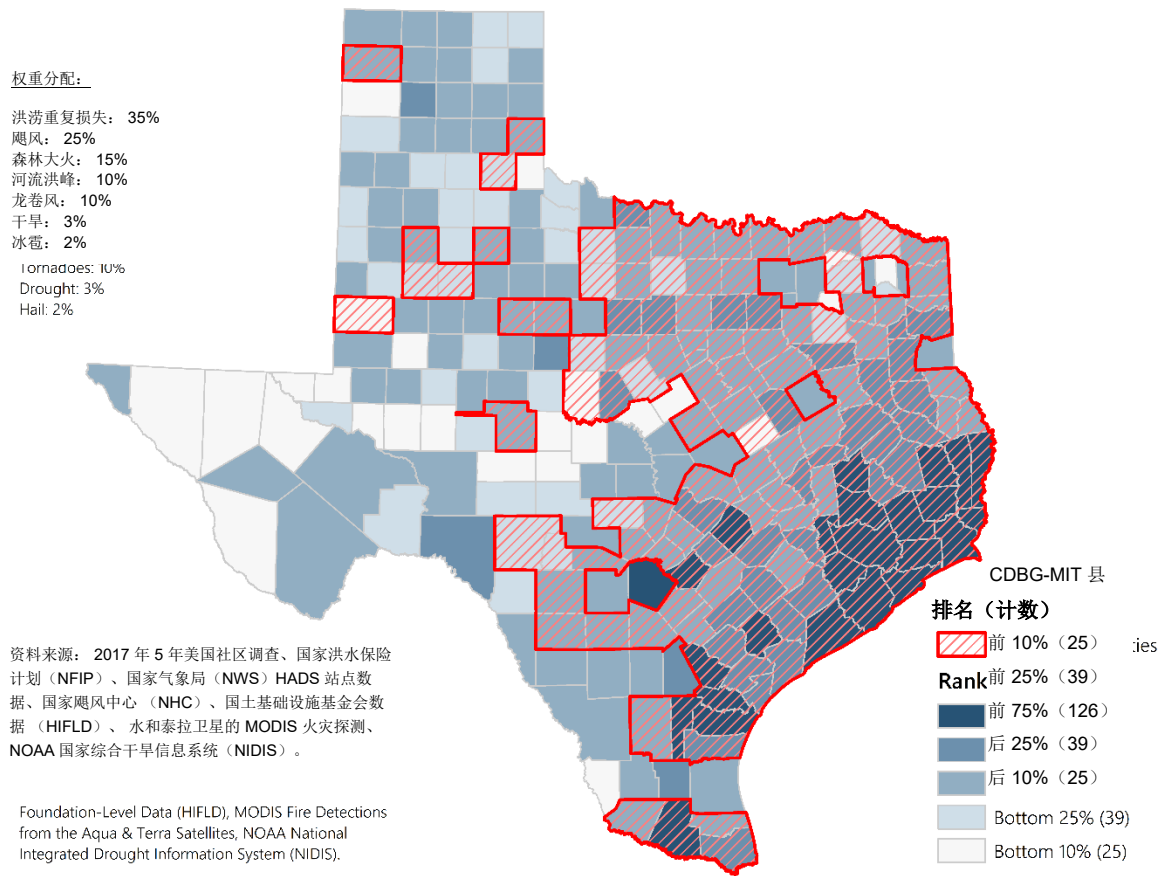 权重分配：
洪涝重复损失： 35%
飓风： 25%
森林大火： 15%
河流洪峰： 10%
龙卷风： 10%
干旱： 3%
冰雹： 2%
Tornadoes: 10%
Drought: 3%
Hail: 2%
资料来源： 2017 年 5 年美国社区调查、国家洪水保险
计划（NFIP）、国家气象局（NWS）HADS 站点数
据、国家飓风中心 （NHC）、国土基础设施基金会数
据 （HIFLD）、 水和泰拉卫星的 MODIS 火灾探测、
NOAA 国家综合干旱信息系统（NIDIS）。
Foundation-Level Data (HIFLD), MODIS Fire Detections
from the Aqua & Terra Satellites, NOAA National
Integrated Drought Information System (NIDIS).
CDBG-MIT 县
排名（计数）
前 10%（25）
ties
Rank前 25%（39）
前 75%（126）
后 25%（39）
后 10%（25）
Bottom 25% (39)
Bottom 10% (25)